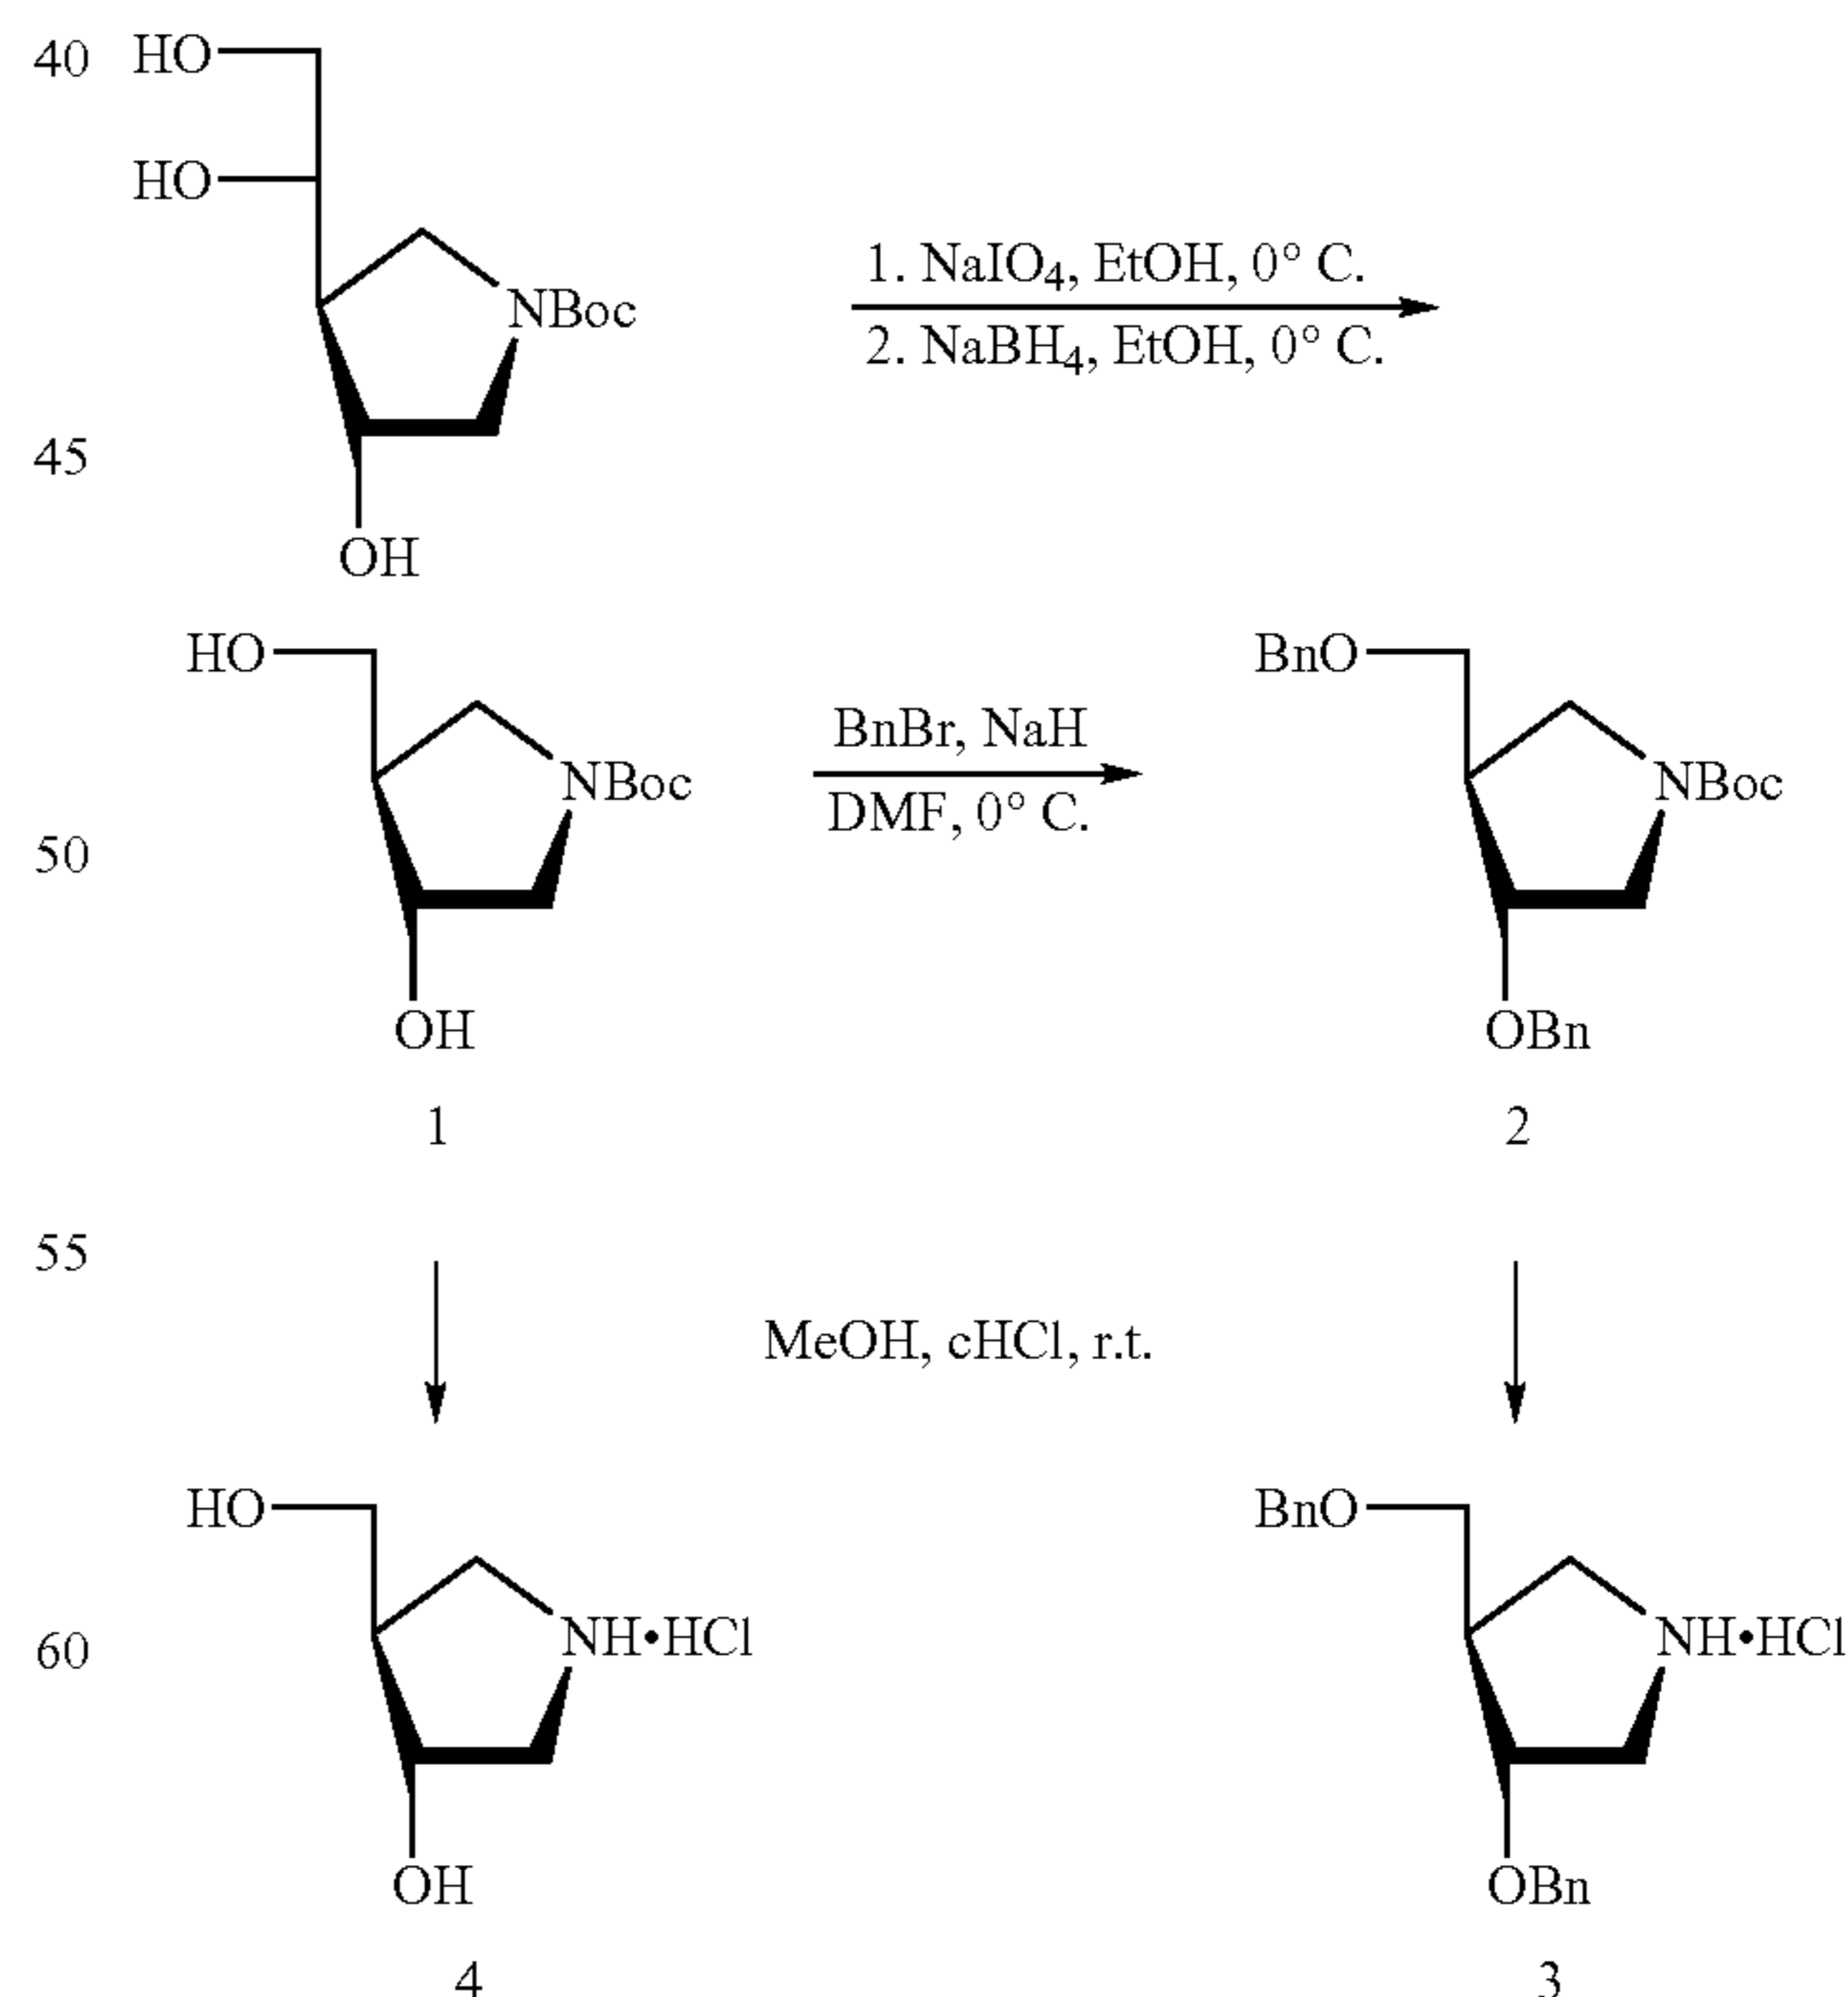 40 HO
HO
1. NaIO4, EtOH, 0° C.
NBoc
2. NaBH4, EtOH, 0° C.
45
OH
HO BnO
BnBr, NaH
NBoc NBoc
50 DMF, 0° C.
OH OBn
1 2
55
MeOH, cHCl, r.t.
HO BnO
60 NH•HCl NH•HCl
OH OBn
4 3